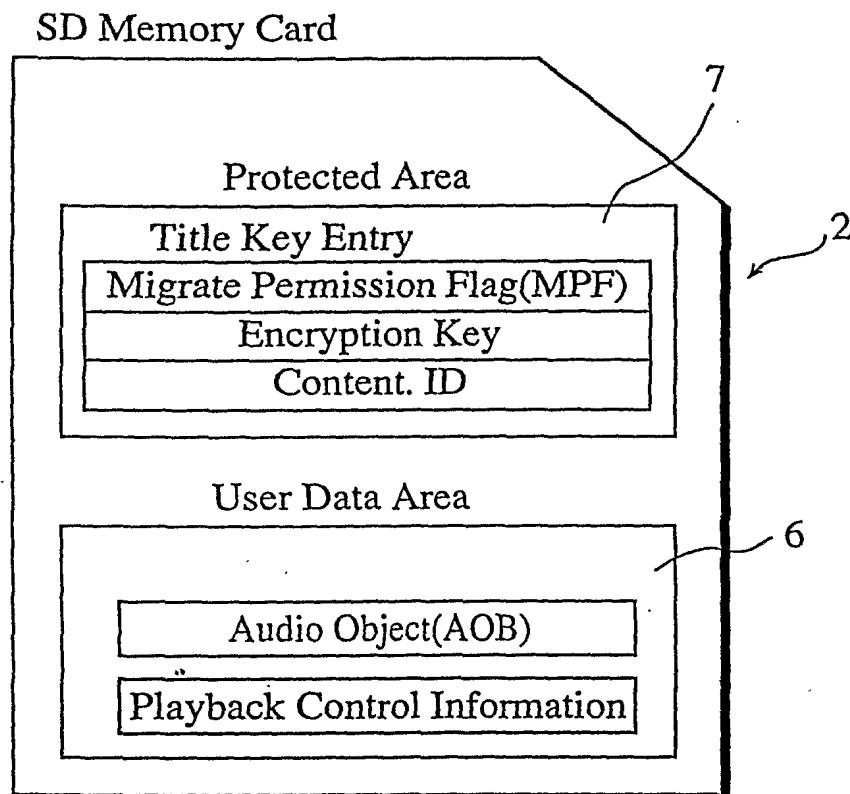 SD Memory Card
7
Protected Area
2
Title Key Entry
Migrate Permission Flag(MPF)
Encryption Key
Content. ID
User Data Area
6
Audio Object(AOB)
Playback Control Information